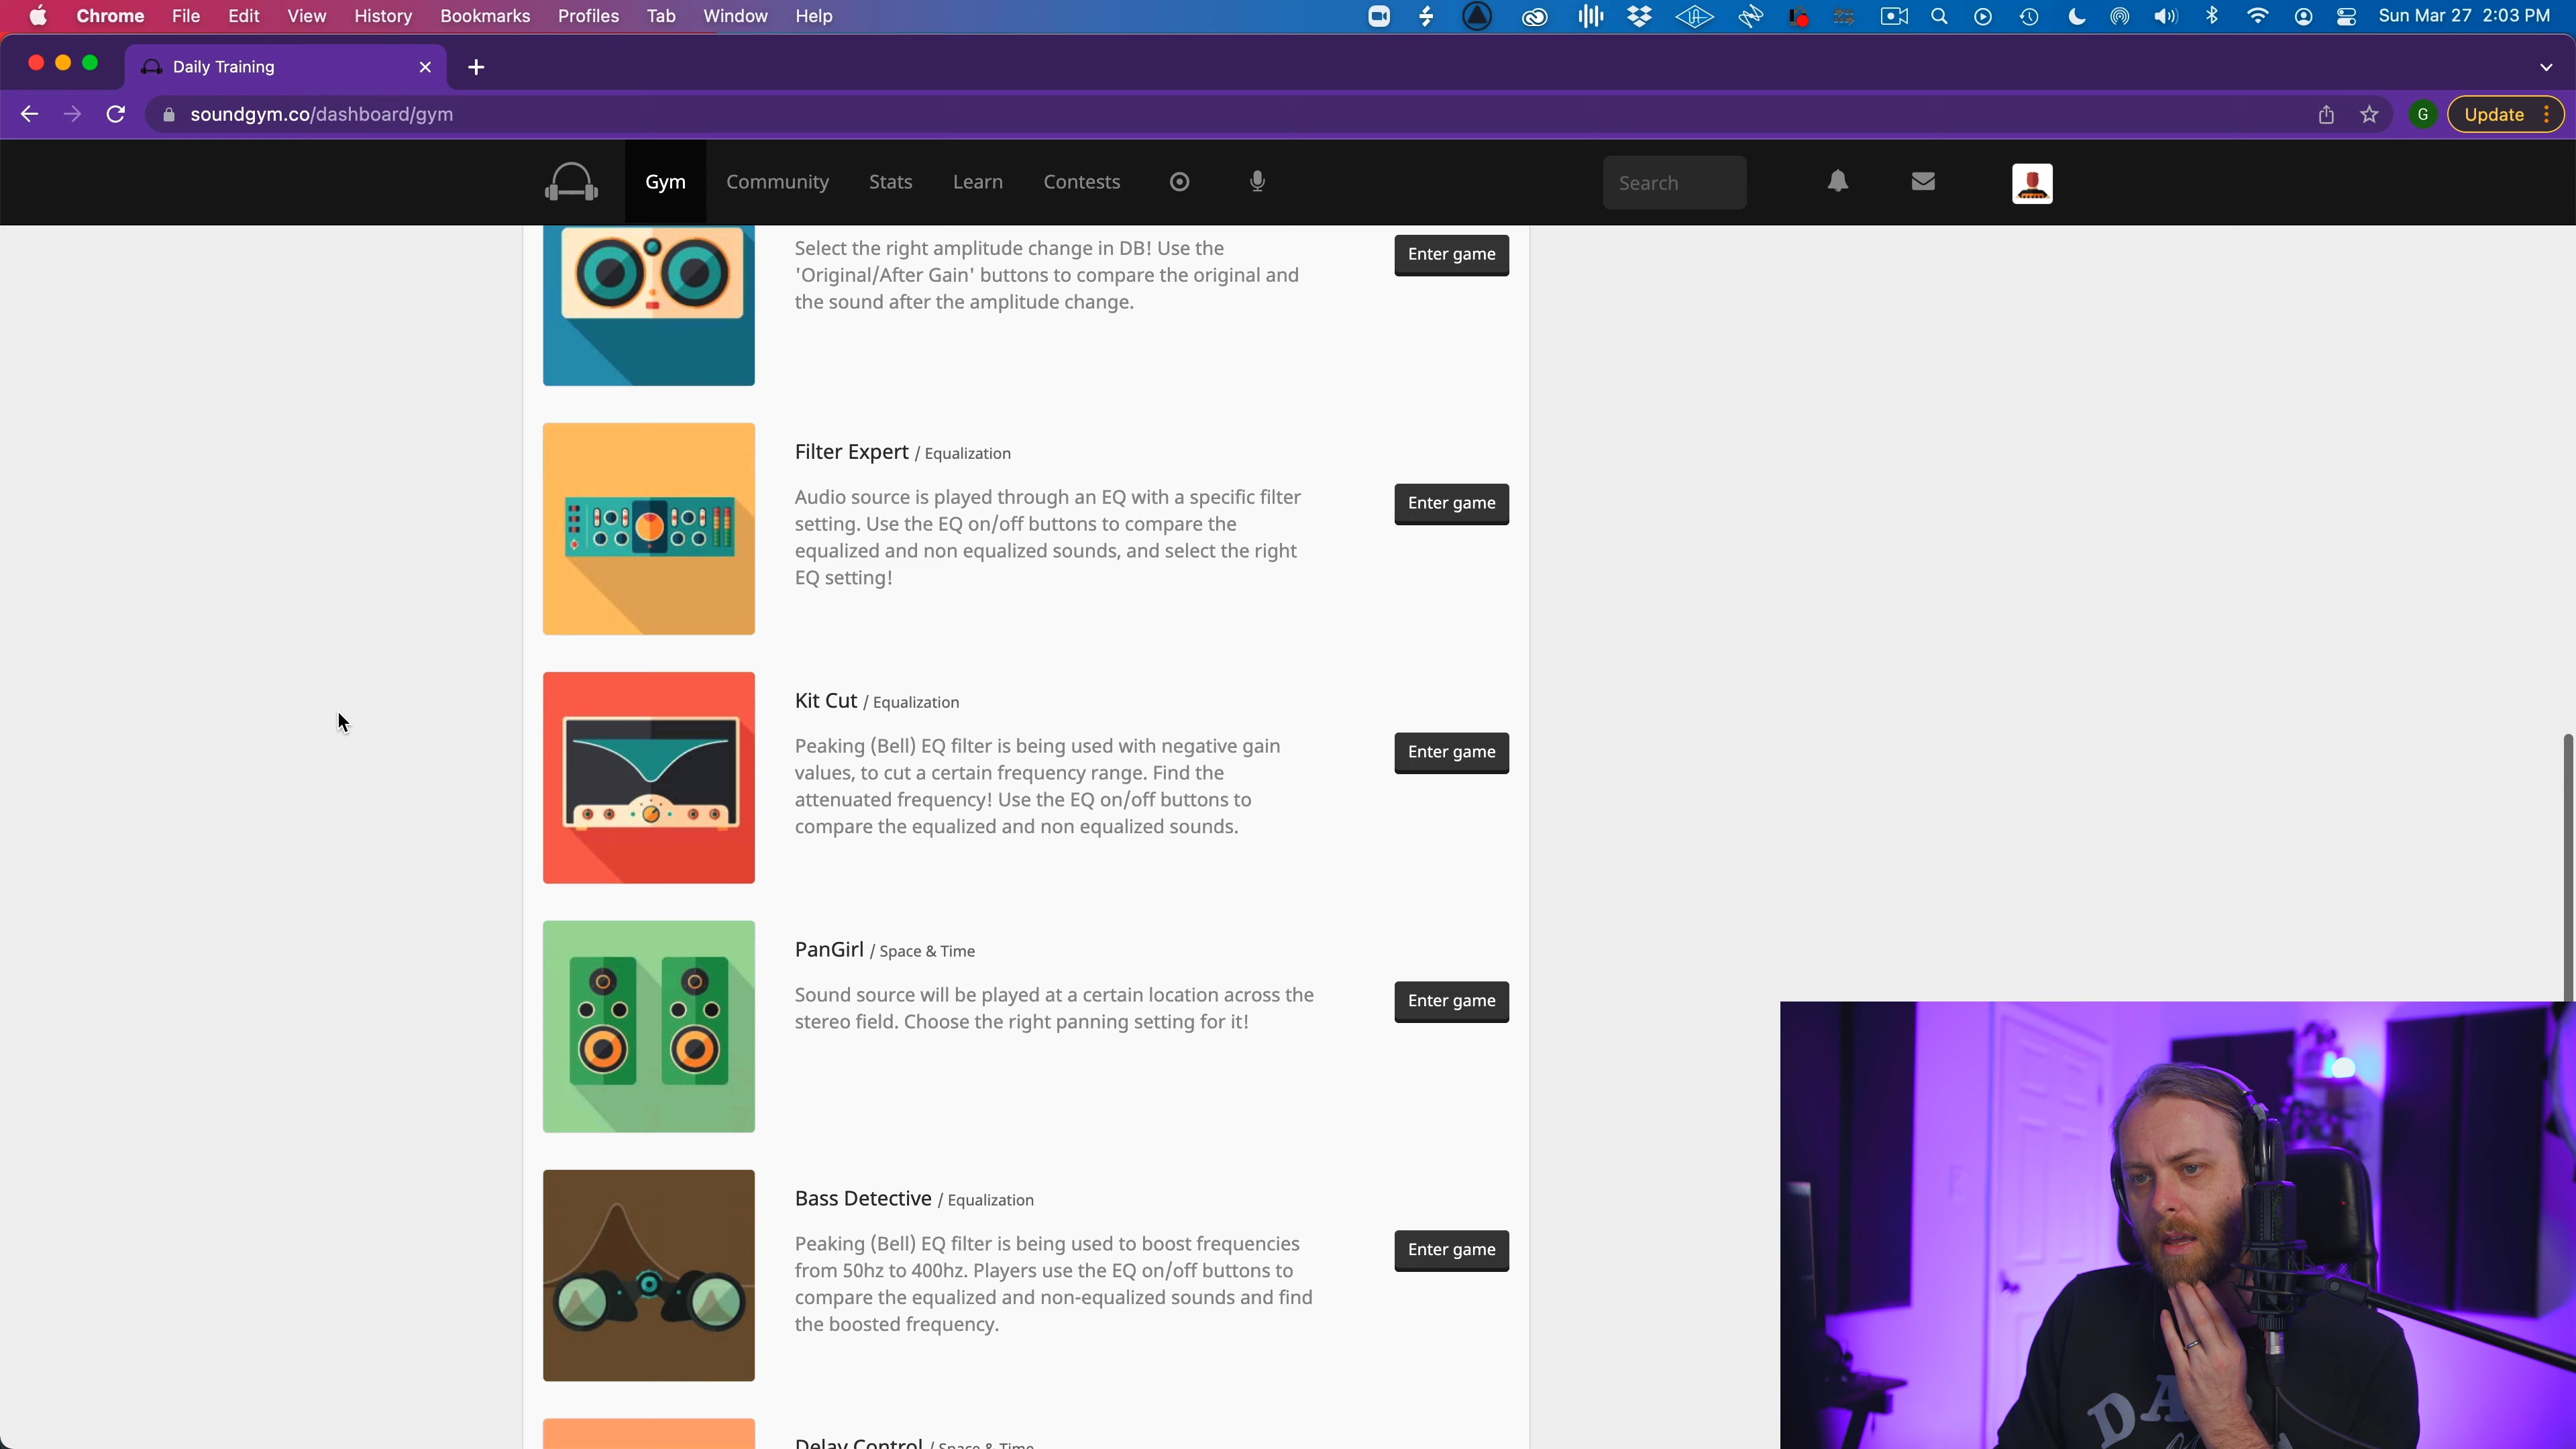 Chrome File Edit View History Bookmarks Profiles Tab Window Help Sun Mar 27 2:03 PM
Daily Training
soundgym.co/dashboard/gym G Update
Gym Community Stats Learn Contests Search
Select the right amplitude change in DB! Use the
'Original/After Gain' buttons to compare the original and
the sound after the amplitude change.
Enter game
Filter Expert / Equalization
Audio source is played through an EQ with a specific filter
setting. Use the EQ on/off buttons to compare the
equalized and non equalized sounds, and select the right
EQ setting!
Enter game
Kit Cut / Equalization
Peaking (Bell) EQ filter is being used with negative gain
values, to cut a certain frequency range. Find the
attenuated frequency! Use the EQ on/off buttons to
compare the equalized and non equalized sounds.
Enter game
PanGirl / Space & Time
Sound source will be played at a certain location across the
stereo field. Choose the right panning setting for it!
Enter game
Bass Detective / Equalization
Peaking (Bell) EQ filter is being used to boost frequencies
from 50hz to 400hz. Players use the EQ on/off buttons to
compare the equalized and non-equalized sounds and find
the boosted frequency.
Enter game
Delay Control / Space & Time